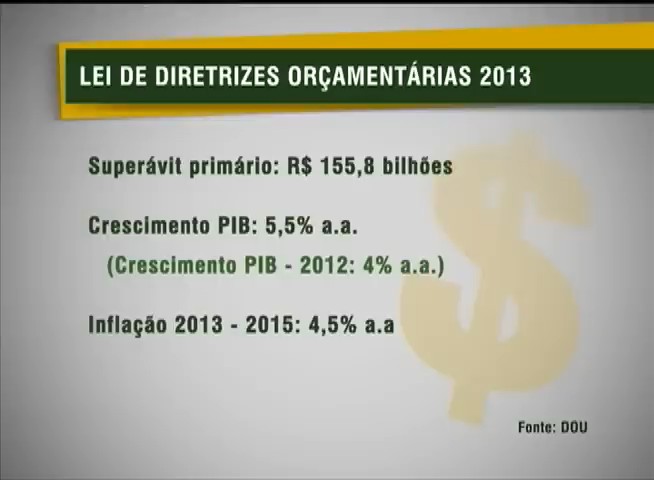 LEI DE DIRETRIZES ORÇAMENTÁRIAS 2013
Superávit primário: R$ 155,8 bilhões
Crescimento PIB: 5,5% a.a.
(Crescimento PIB - 2012: 4% a.a.)
Inflação 2013 - 2015: 4,5% a.a
Fonte: DOU